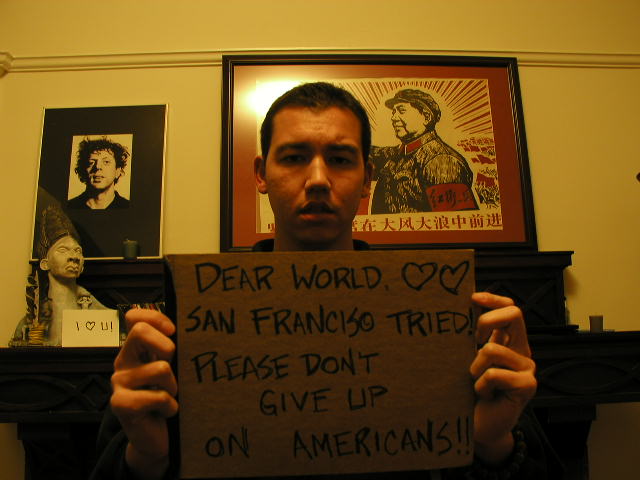 DEAR WORLD, ♡♡
SAN FRANCISO TRIED!
PLEASE DON'T
GIVE UP
ON AMERICANS!!
I ♡ U!
在大风大浪中前进